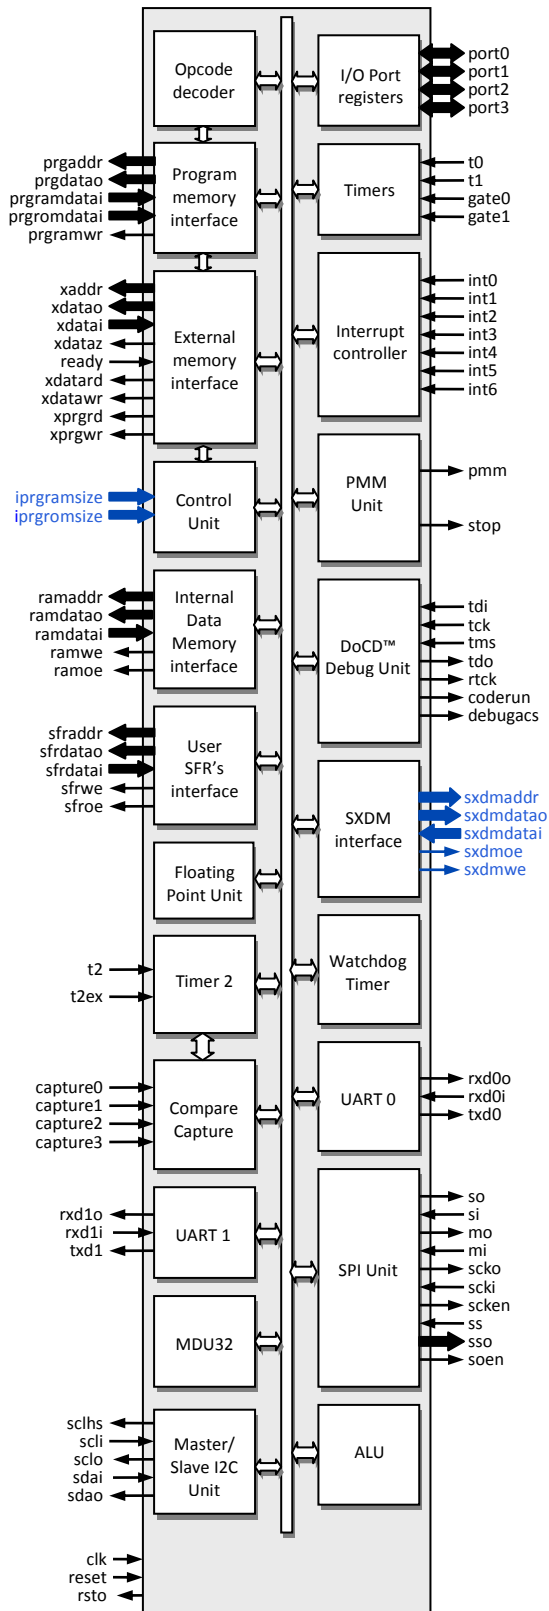 Opcode
decoder
prgaddr
prgdatao
prgramdatai
prgromdatai
prgramwr
Program
memory
interface
xaddr
xdatao
xdatai
xdataz
ready
xdatard
xdatawr
xprgrd
xprgwr
External
memory
interface
iprgramsize
iprgromsize
Control
Unit
ramaddr
ramdatao
ramdatai
ramwe
ramoe
Internal
Data
Memory
interface
sfraddr
sfrdatao
sfrdatai
sfrwe
sfroe
User
SFR's
interface
Floating
Point Unit
t2
t2ex
Timer 2
capture0
capture1
capture2
capture3
Compare
Capture
rxd1o
rxd1i
txd1
UART 1
MDU32
sclhs
scli
sclo
sdai
sdao
Master/
Slave I2C
Unit
clk
reset
rsto
I/O Port
registers
port0
port1
port2
port3
Timers
t0
t1
gate0
gate1
Interrupt
controller
int0
int1
int2
int3
int4
int5
int6
PMM
Unit
pmm
stop
DoCD™
Debug Unit
tdi
tck
tms
tdo
rtck
coderun
debugacs
SXDM
interface
sxdmaddr
sxdmdatao
sxdmdatai
sxdmoe
sxdmwe
Watchdog
Timer
UART 0
rxd0o
rxd0i
txd0
SPI Unit
so
si
mo
mi
scko
scki
scken
ss
sso
soen
ALU